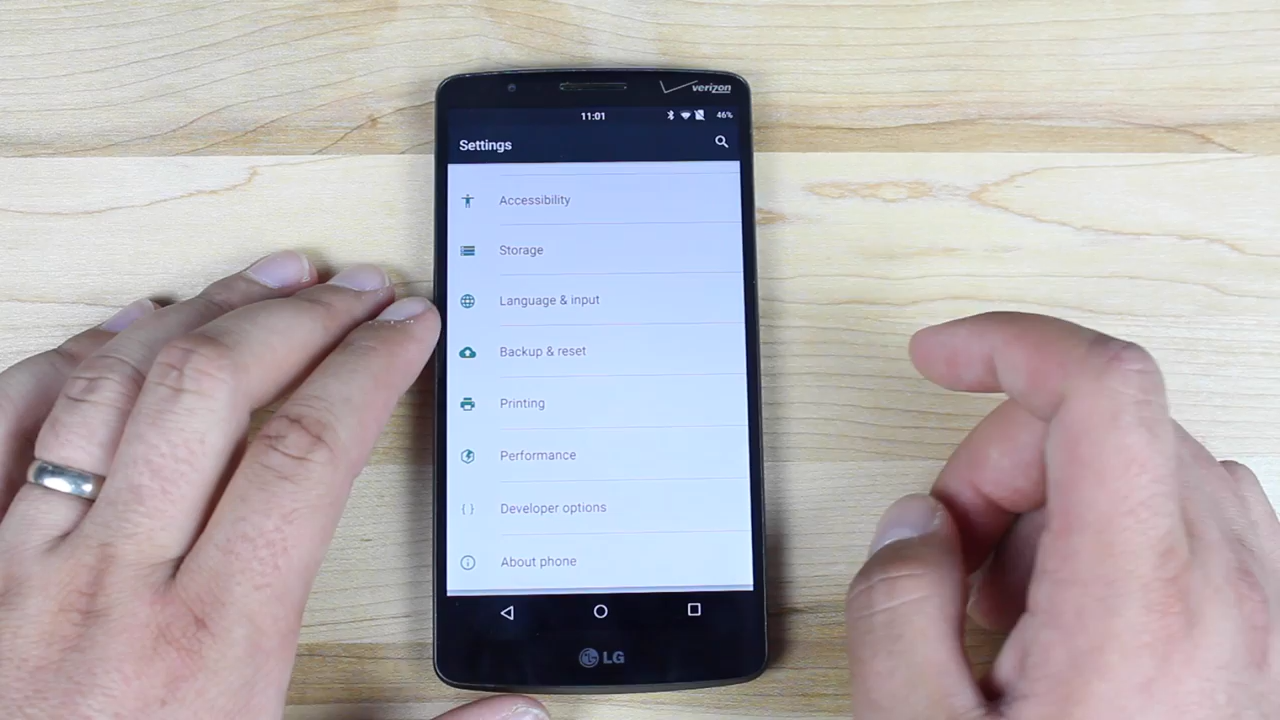 verizon
11:01
46%
Settings
Accessibility
Storage
Language & input
Backup & reset
Printing
Performance
{ } Developer options
About phone
LG